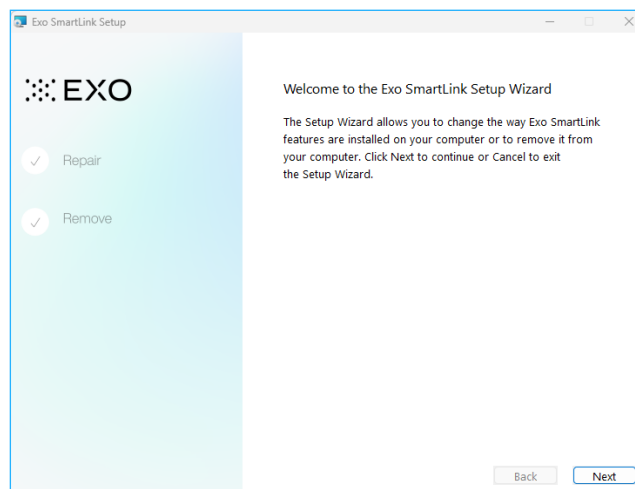 Exo SmartLink Setup
EXO
Repair
Remove
Welcome to the Exo SmartLink Setup Wizard
The Setup Wizard allows you to change the way Exo SmartLink
features are installed on your computer or to remove it from
your computer. Click Next to continue or Cancel to exit
the Setup Wizard.
Back
Next